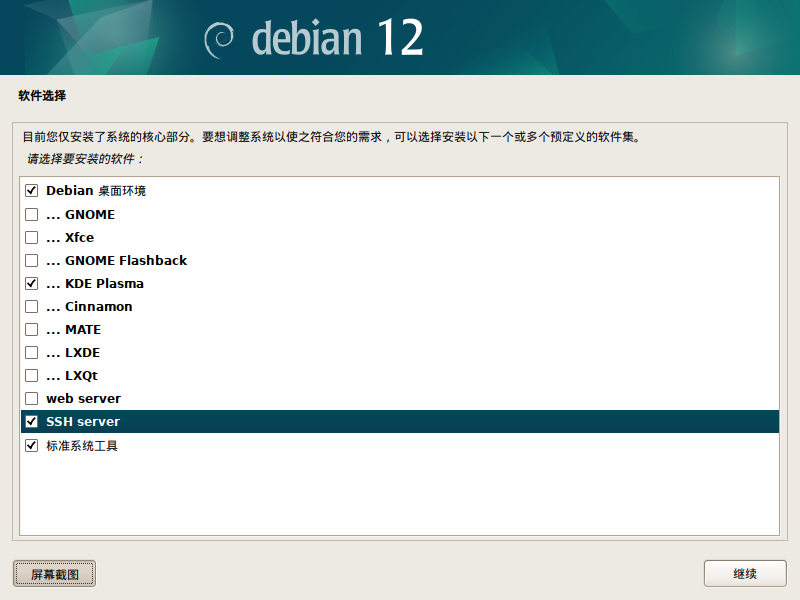 debian 12
软件选择
目前您仅安装了系统的核心部分。要想调整系统以使之符合您的需求，可以选择安装以下一个或多个预定义的软件集。
请选择要安装的软件：
Debian 桌面环境
... GNOME
... Xfce
... GNOME Flashback
... KDE Plasma
... Cinnamon
... MATE
... LXDE
... LXQt
web server
SSH server
标准系统工具
屏幕截图
继续